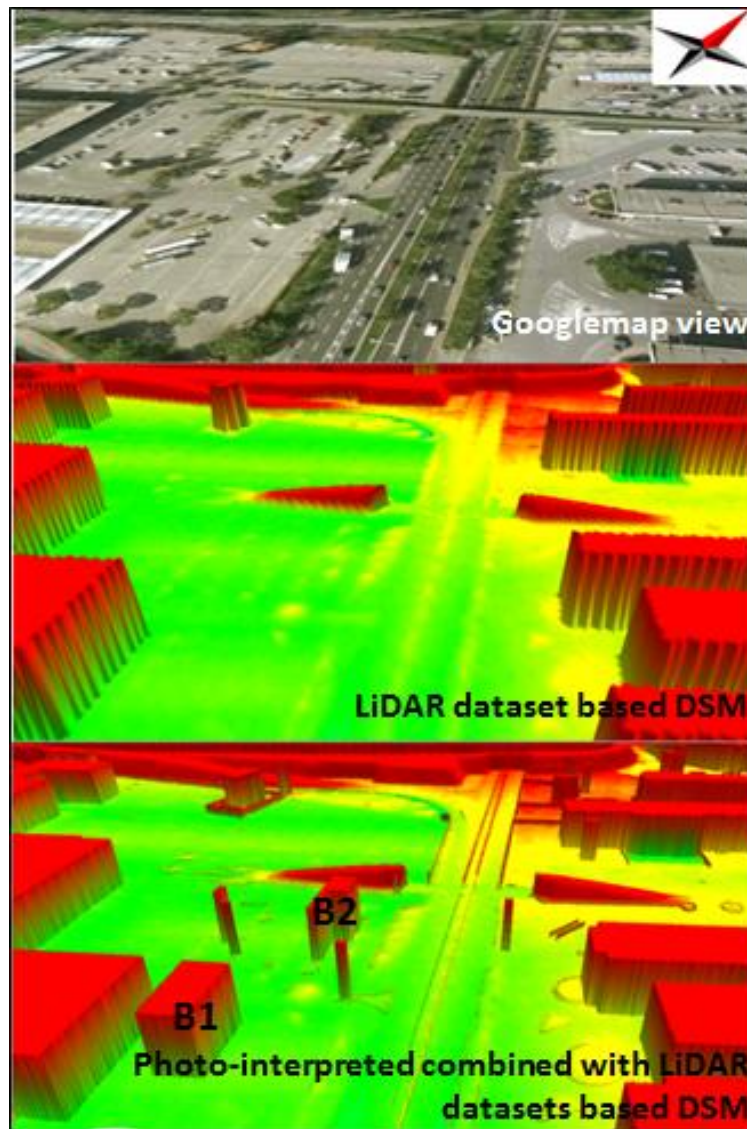 Googlemap view
LiDAR dataset based DSM
B2
B1
Photo-interpreted combined with LiDAR
datasets based DSM